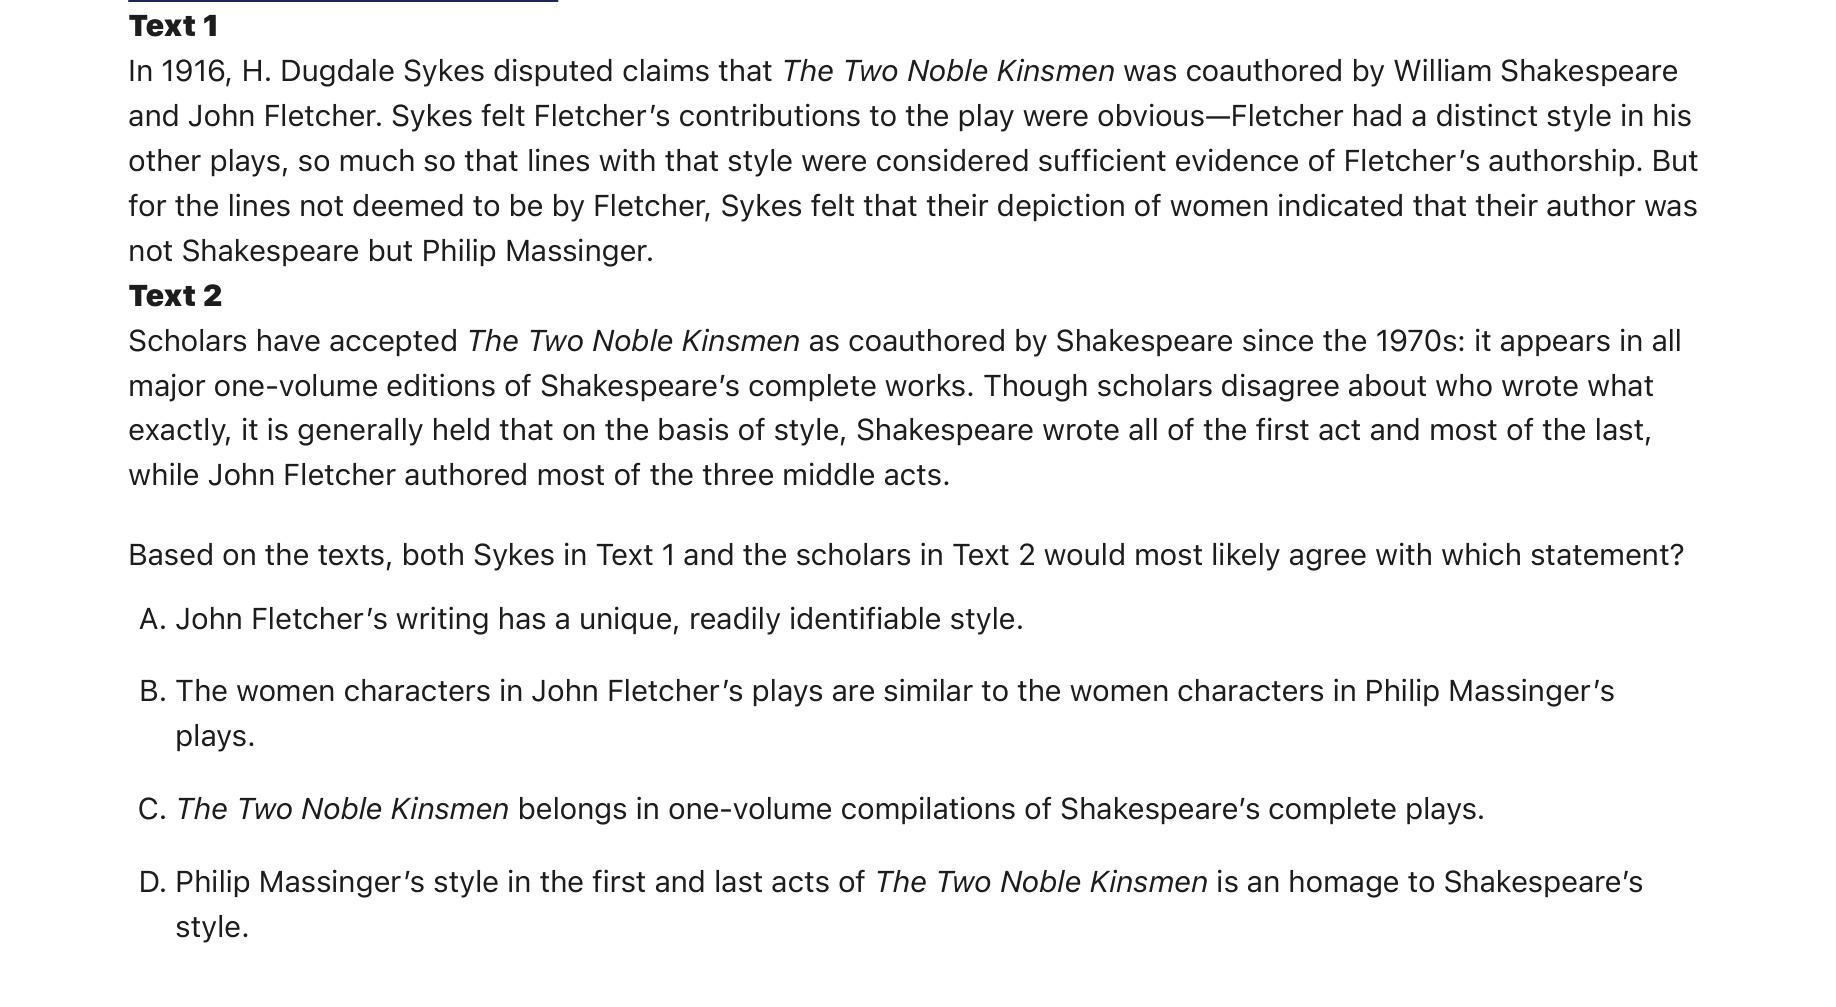 Text 1
In 1916, H. Dugdale Sykes disputed claims that The Two Noble Kinsmen was coauthored by William Shakespeare
and John Fletcher. Sykes felt Fletcher’s contributions to the play were obvious—Fletcher had a distinct style in his
other plays, so much so that lines with that style were considered sufficient evidence of Fletcher’s authorship. But
for the lines not deemed to be by Fletcher, Sykes felt that their depiction of women indicated that their author was
not Shakespeare but Philip Massinger.
Text 2
Scholars have accepted The Two Noble Kinsmen as coauthored by Shakespeare since the 1970s: it appears in all
major one-volume editions of Shakespeare’s complete works. Though scholars disagree about who wrote what
exactly, it is generally held that on the basis of style, Shakespeare wrote all of the first act and most of the last,
while John Fletcher authored most of the three middle acts.
Based on the texts, both Sykes in Text 1 and the scholars in Text 2 would most likely agree with which statement?
A. John Fletcher’s writing has a unique, readily identifiable style.
B. The women characters in John Fletcher’s plays are similar to the women characters in Philip Massinger’s
plays.
C. The Two Noble Kinsmen belongs in one-volume compilations of Shakespeare’s complete plays.
D. Philip Massinger’s style in the first and last acts of The Two Noble Kinsmen is an homage to Shakespeare’s
style.